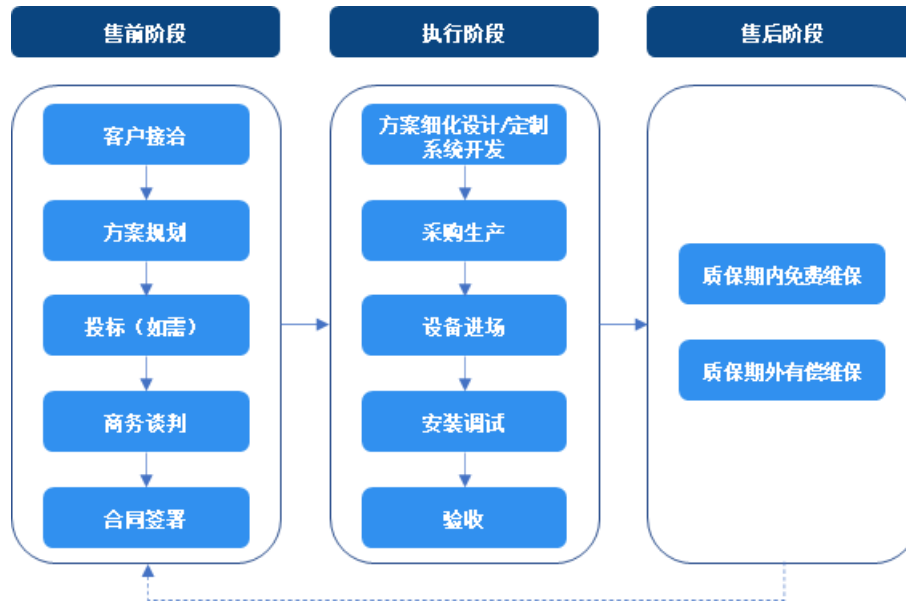 售前阶段
执行阶段
售后阶段
客户接洽
方案规划
投标（如需）
商务谈判
合同签署
方案细化设计/定制
系统开发
采购生产
设备进场
安装调试
验收
质保期内免费维保
质保期外有偿维保